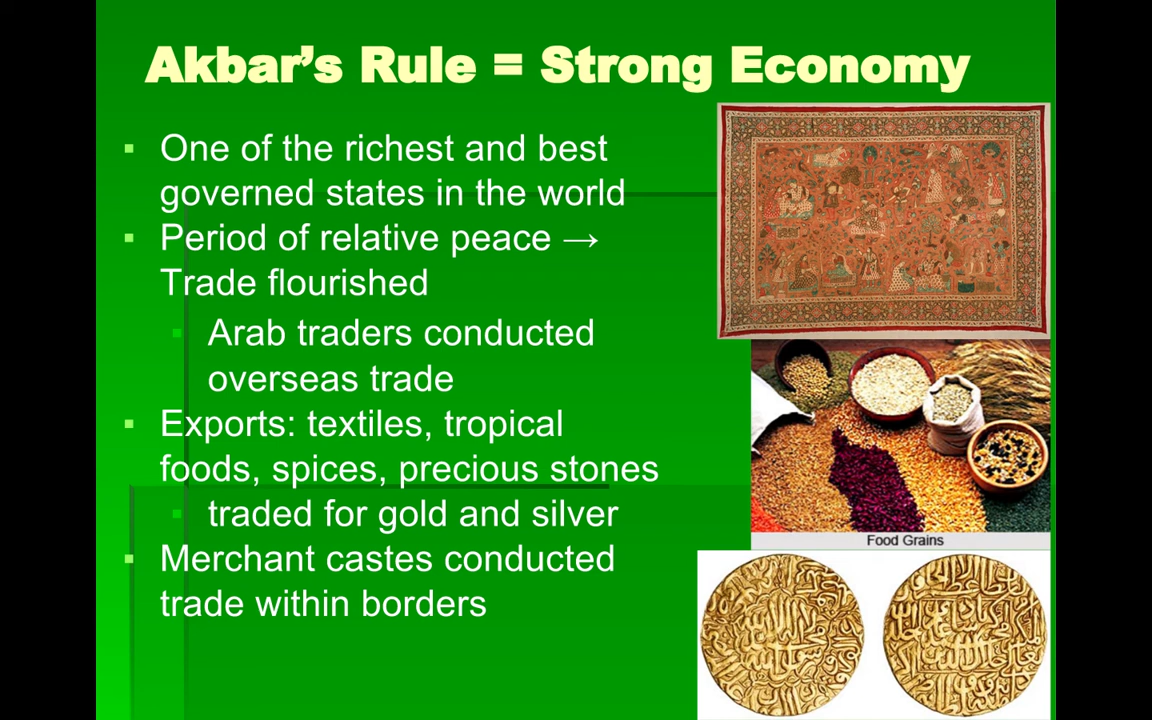 Akbar's Rule = Strong Economy
▪ One of the richest and best
governed states in the world
▪ Period of relative peace →
Trade flourished
▪ Arab traders conducted
overseas trade
▪ Exports: textiles, tropical
foods, spices, precious stones
▪ traded for gold and silver
▪ Merchant castes conducted
trade within borders
Food Grains